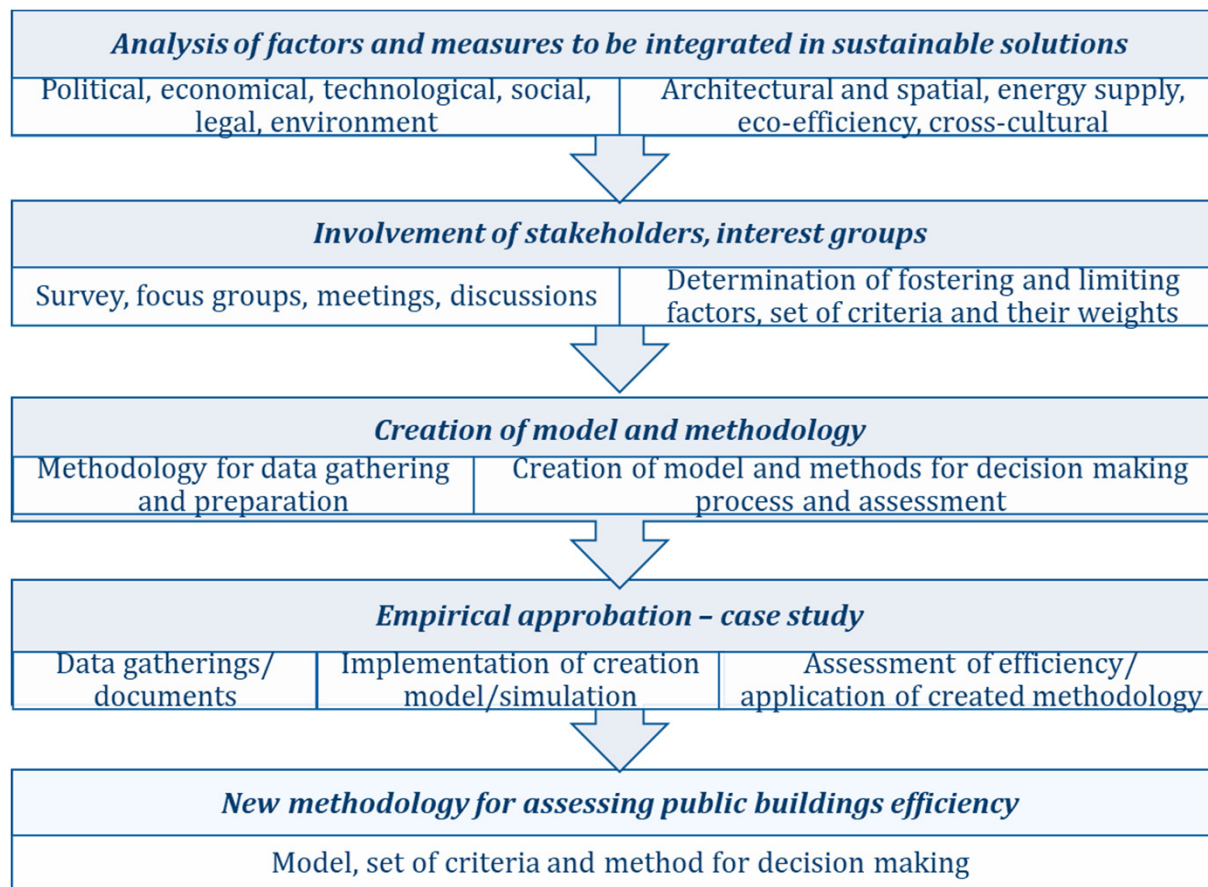 Analysis of factors and measures to be integrated in sustainable solutions
Political, economical, technological, social,
legal, environment
Architectural and spatial, energy supply,
eco-efficiency, cross-cultural
Involvement of stakeholders, interest groups
Survey, focus groups, meetings, discussions
Determination of fostering and limiting
factors, set of criteria and their weights
Creation of model and methodology
Methodology for data gathering
and preparation
Creation of model and methods for decision making
process and assessment
Empirical approbation – case study
Data gatherings/
documents
Implementation of creation
model/simulation
Assessment of efficiency/
application of created methodology
New methodology for assessing public buildings efficiency
Model, set of criteria and method for decision making